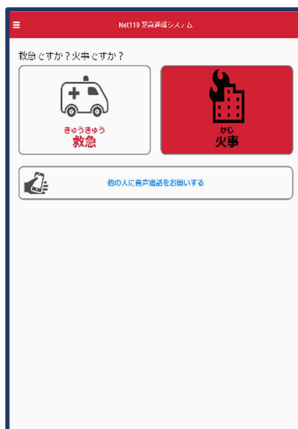 Net119 緊急通報システム
救急ですか？火事ですか？
きゅうきゅう
救急
かじ
火事
他の人に音声通話をお願いする